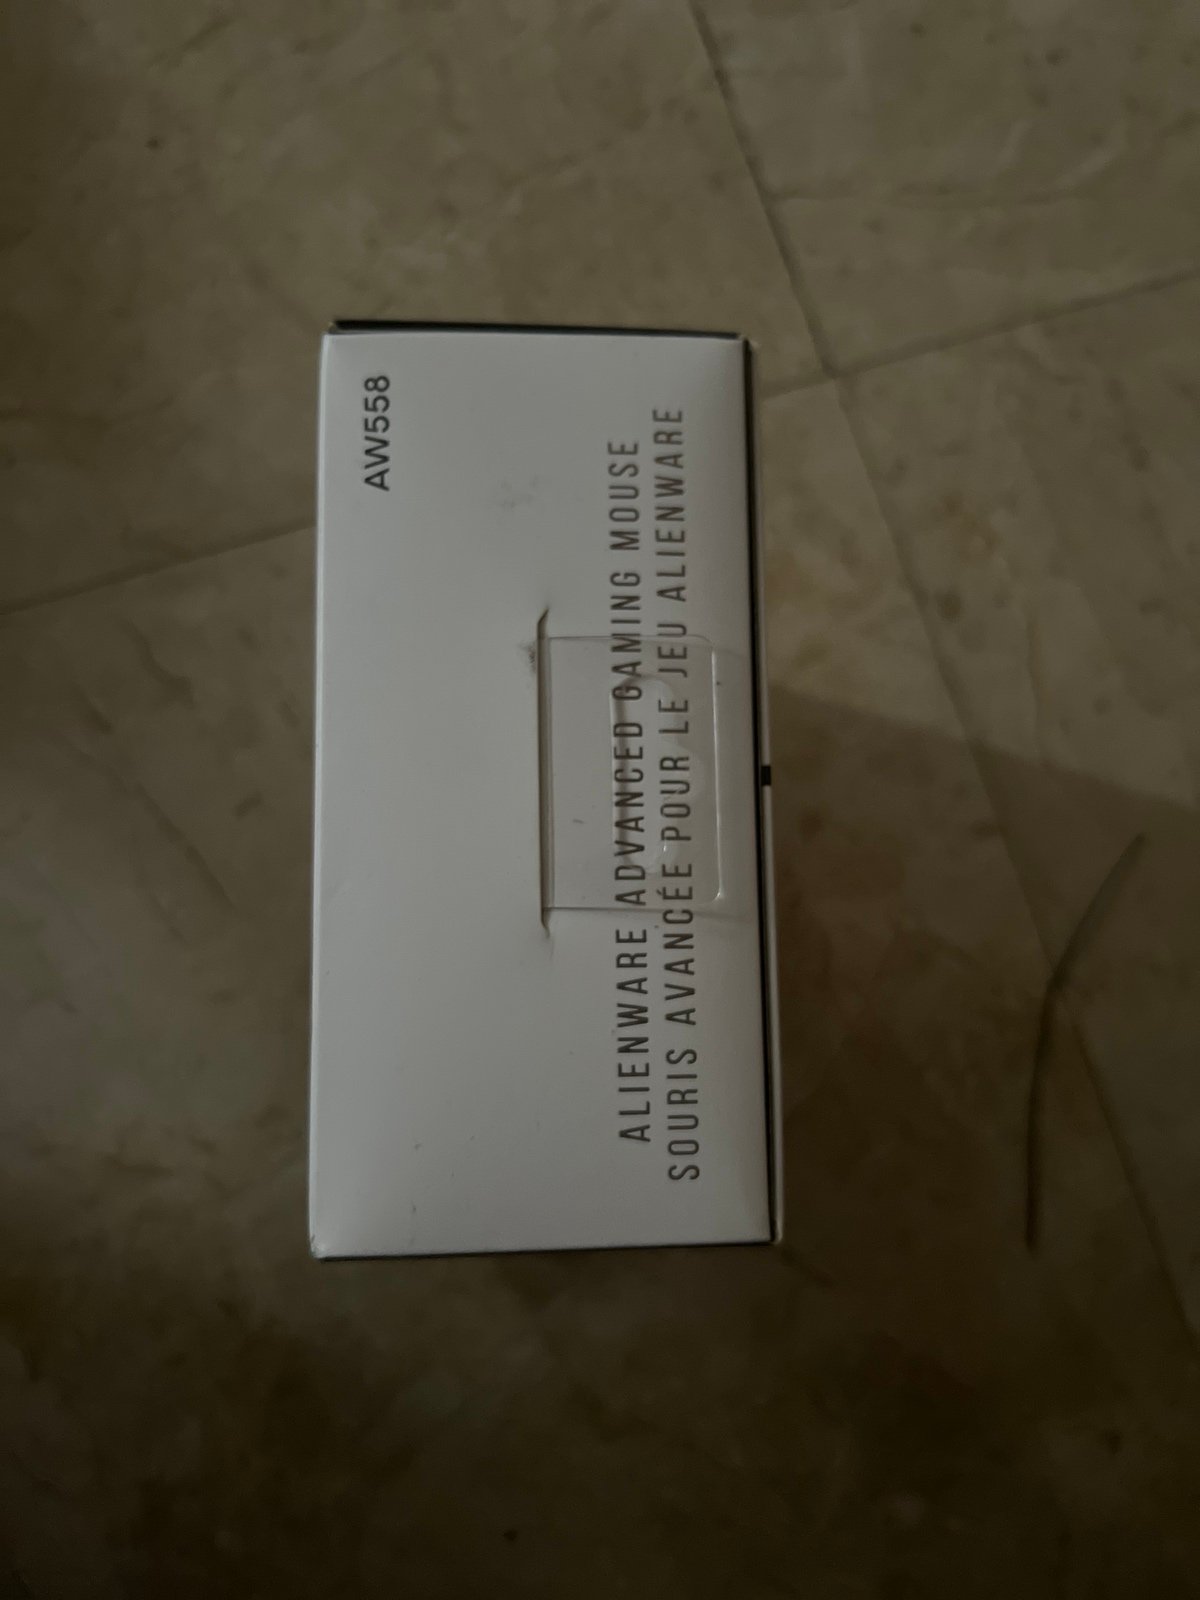 AW558
ALIENWARE ADVANCED GAMING MOUSE
SOURIS AVANCÉE POUR LE JEU ALIENWARE